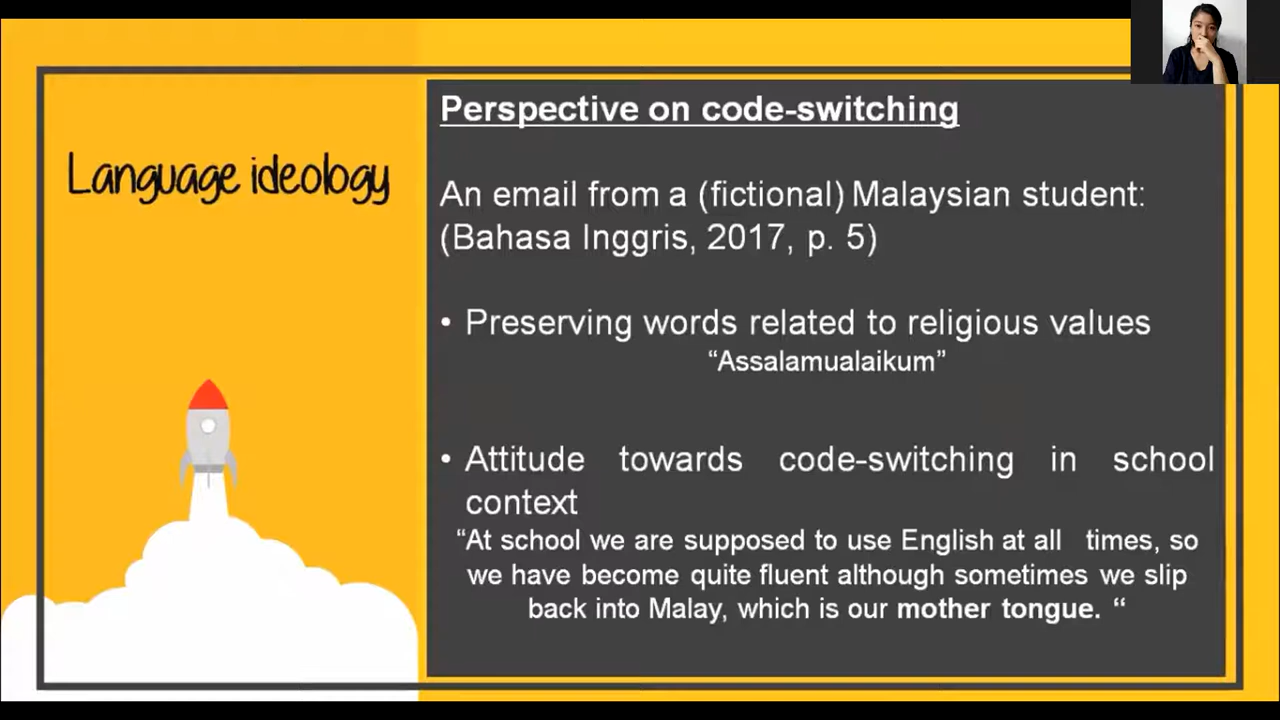 Language ideology
Perspective on code-switching
An email from a (fictional) Malaysian student:
(Bahasa Inggris, 2017, p. 5)
• Preserving words related to religious values
“Assalamualaikum”
• Attitude towards code-switching in school
context
“At school we are supposed to use English at all times, so
we have become quite fluent although sometimes we slip
back into Malay, which is our mother tongue. “